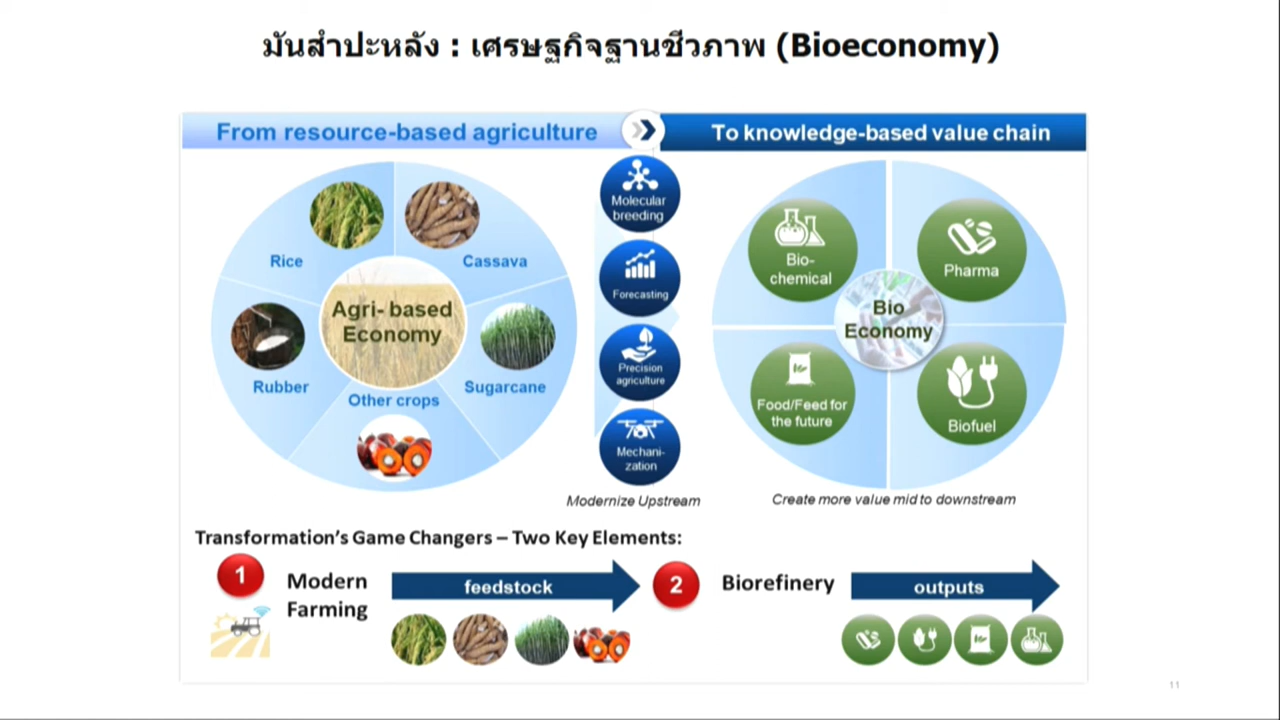 มันสำปะหลัง : เศรษฐกิจฐานชีวภาพ (Bioeconomy)
From resource-based agriculture
To knowledge-based value chain
Rice
Cassava
Agri- based
Economy
Rubber
Sugarcane
Other crops
Molecular
breeding
Forecasting
Precision
agriculture
Mechani-
zation
Modernize Upstream
Bio-
chemical
Pharma
Bio
Economy
Food/Feed for
the future
Biofuel
Create more value mid to downstream
Transformation's Game Changers – Two Key Elements:
1
Modern
Farming
feedstock
2
Biorefinery
outputs
11